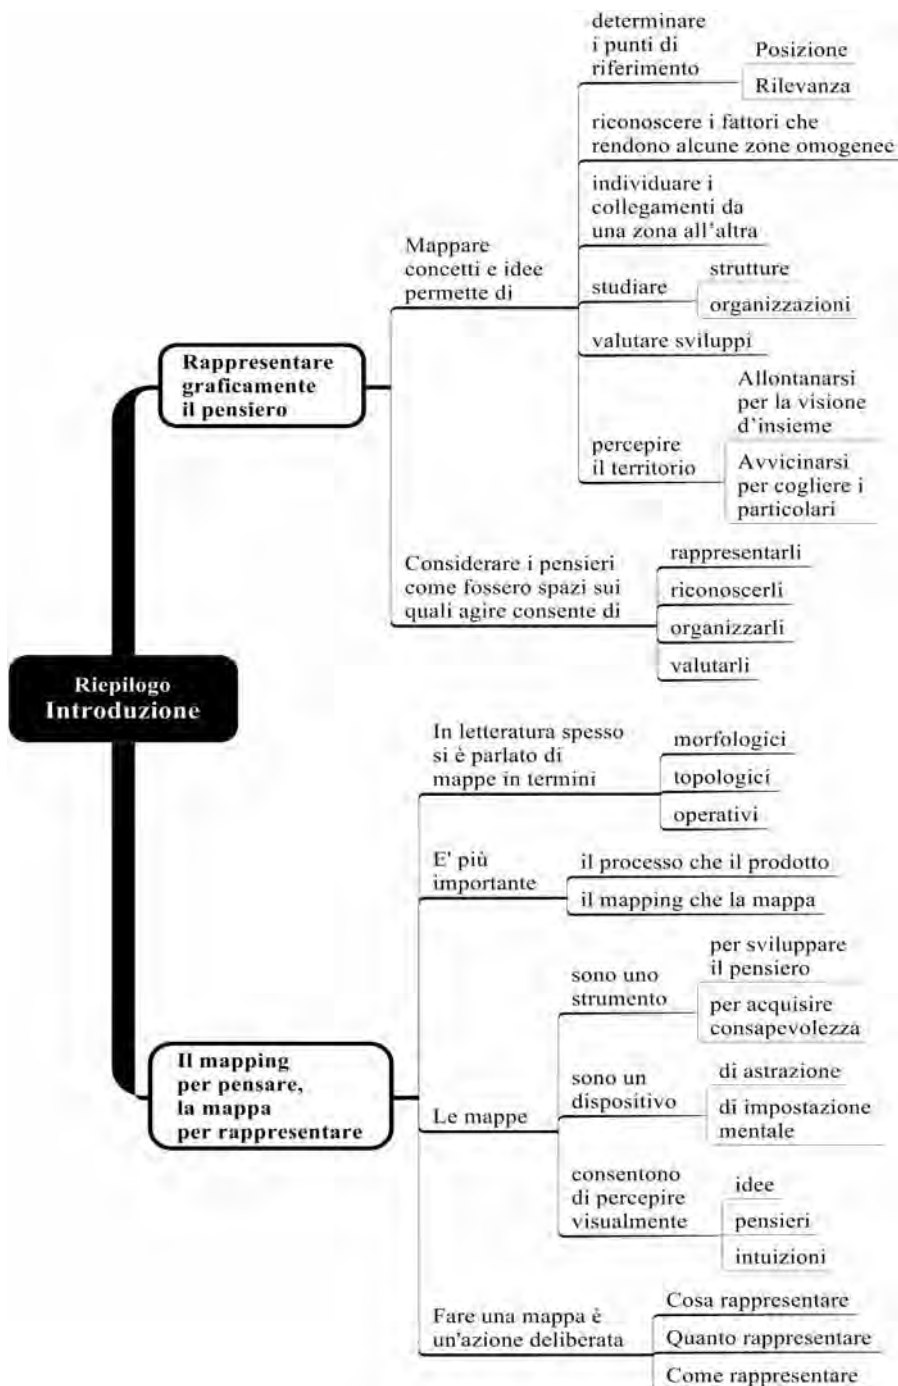 determinare
i punti di
riferimento
Posizione
Rilevanza
riconoscere i fattori che
rendono alcune zone omogenee
individuare i
collegamenti da
una zona all'altra
Mappare
concetti e idee
permette di
studiare
strutture
organizzazioni
valutare sviluppi
Rappresentare
graficamente
il pensiero
percepire
il territorio
Allontanarsi
per la visione
d'insieme
Avvicinarsi
per cogliere i
particolari
Considerare i pensieri
come fossero spazi sui
quali agire consente di
rappresentarli
riconoscerli
organizzarli
valutarli
Riepilogo
Introduzione
In letteratura spesso
si è parlato di
mappe in termini
morfologici
topologici
operativi
E' più
importante
il processo che il prodotto
il mapping che la mappa
Il mapping
per pensare,
la mappa
per rappresentare
Le mappe
sono uno
strumento
per sviluppare
il pensiero
per acquisire
consapevolezza
sono un
dispositivo
di astrazione
di impostazione
mentale
consentono
di percepire
visualmente
idee
pensieri
intuizioni
Fare una mappa è
un'azione deliberata
Cosa rappresentare
Quanto rappresentare
Come rappresentare